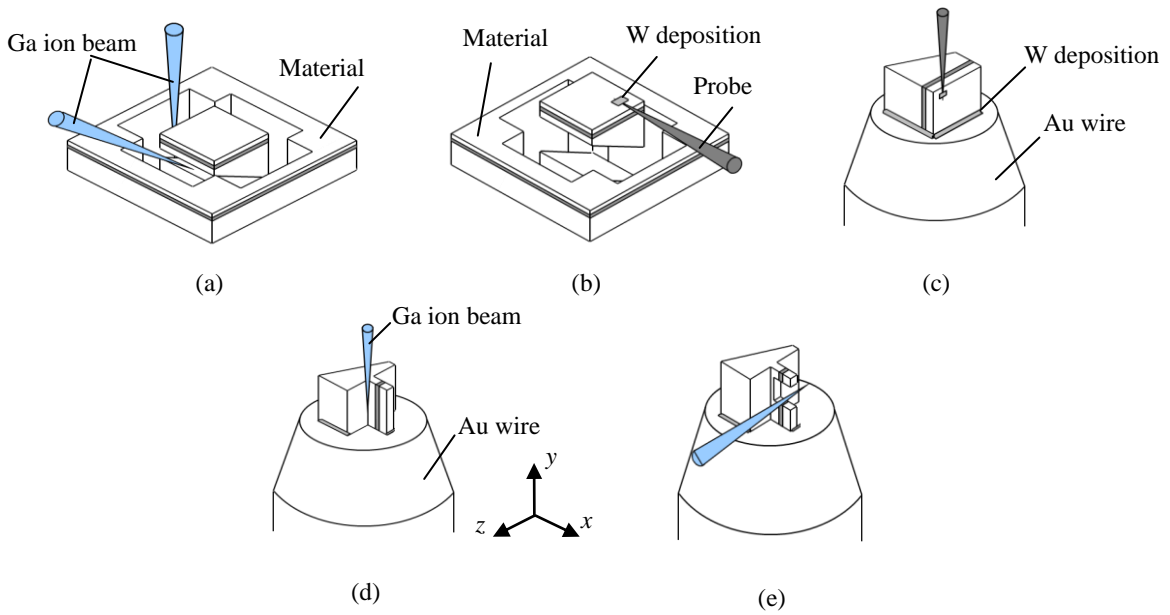 Ga ion beam
Material
(a)
Material
W deposition
Probe
(b)
W deposition
Au wire
(c)
Ga ion beam
Au wire
y
z
x
(d)
(e)